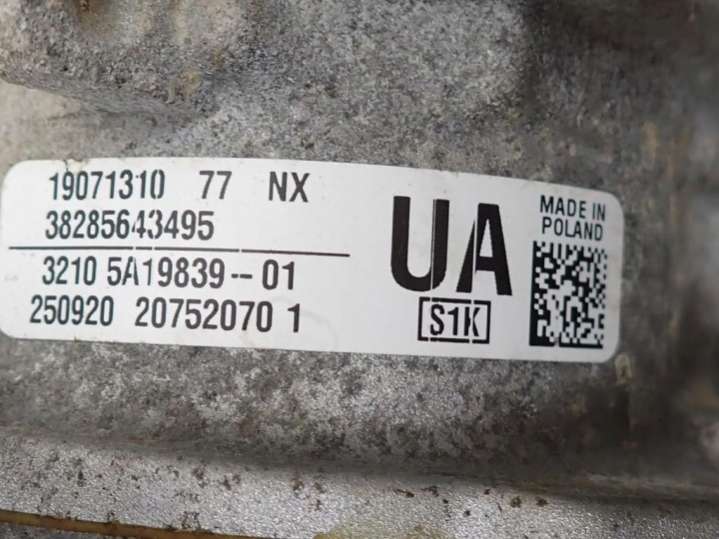 19071310 77 NX
38285643495
3210 5A19839--01
250920 20752070 1
UA
S1K
MADE IN
POLAND